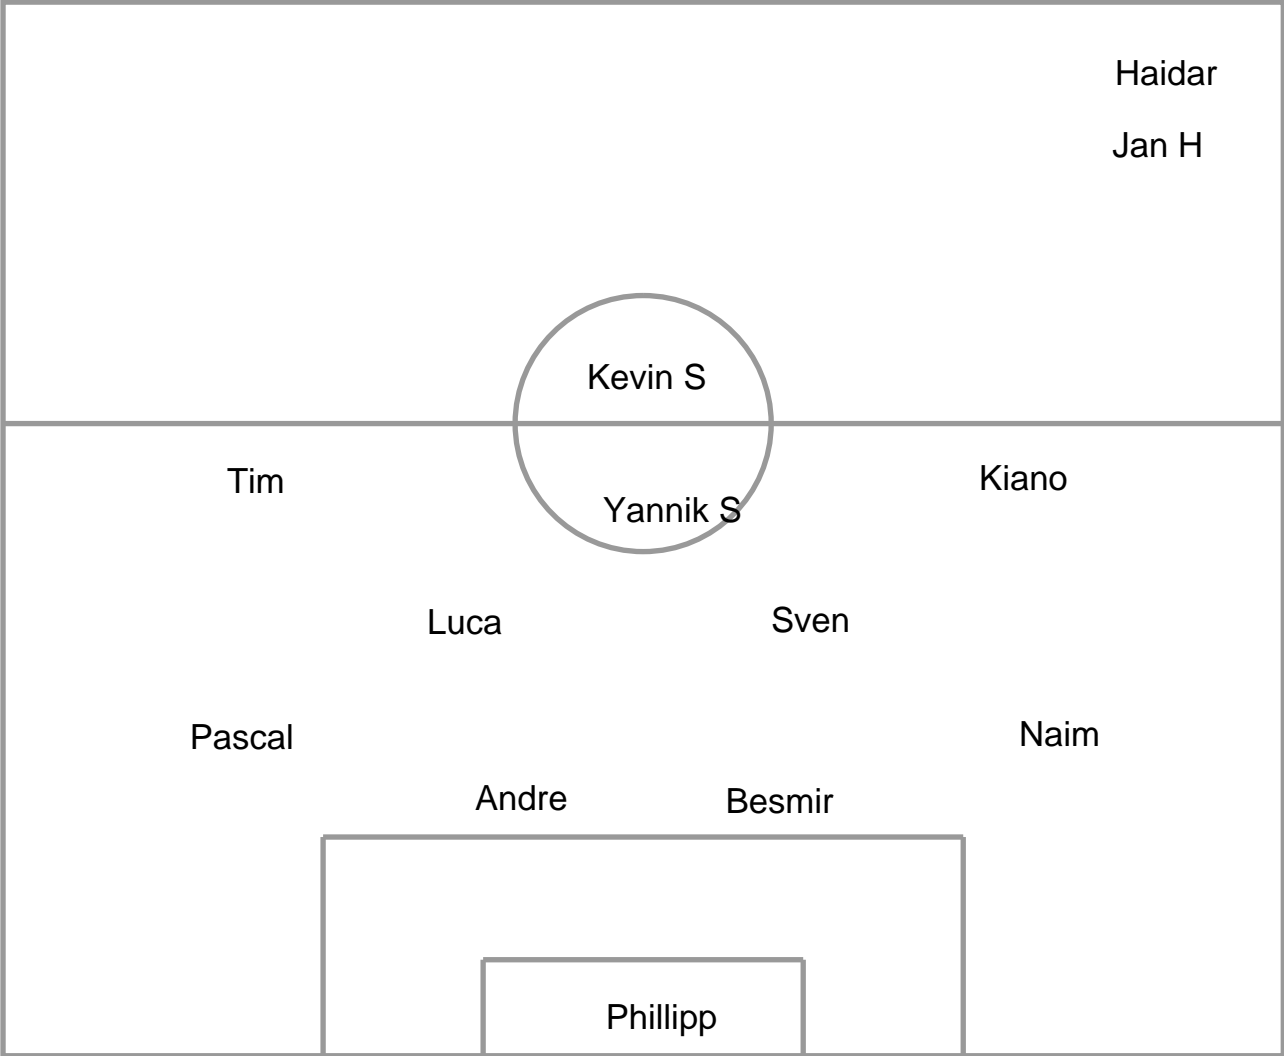 Haidar
Jan H
Kevin S
Tim
Kiano
Yannik S
Luca
Sven
Pascal
Naim
Andre
Besmir
Phillipp